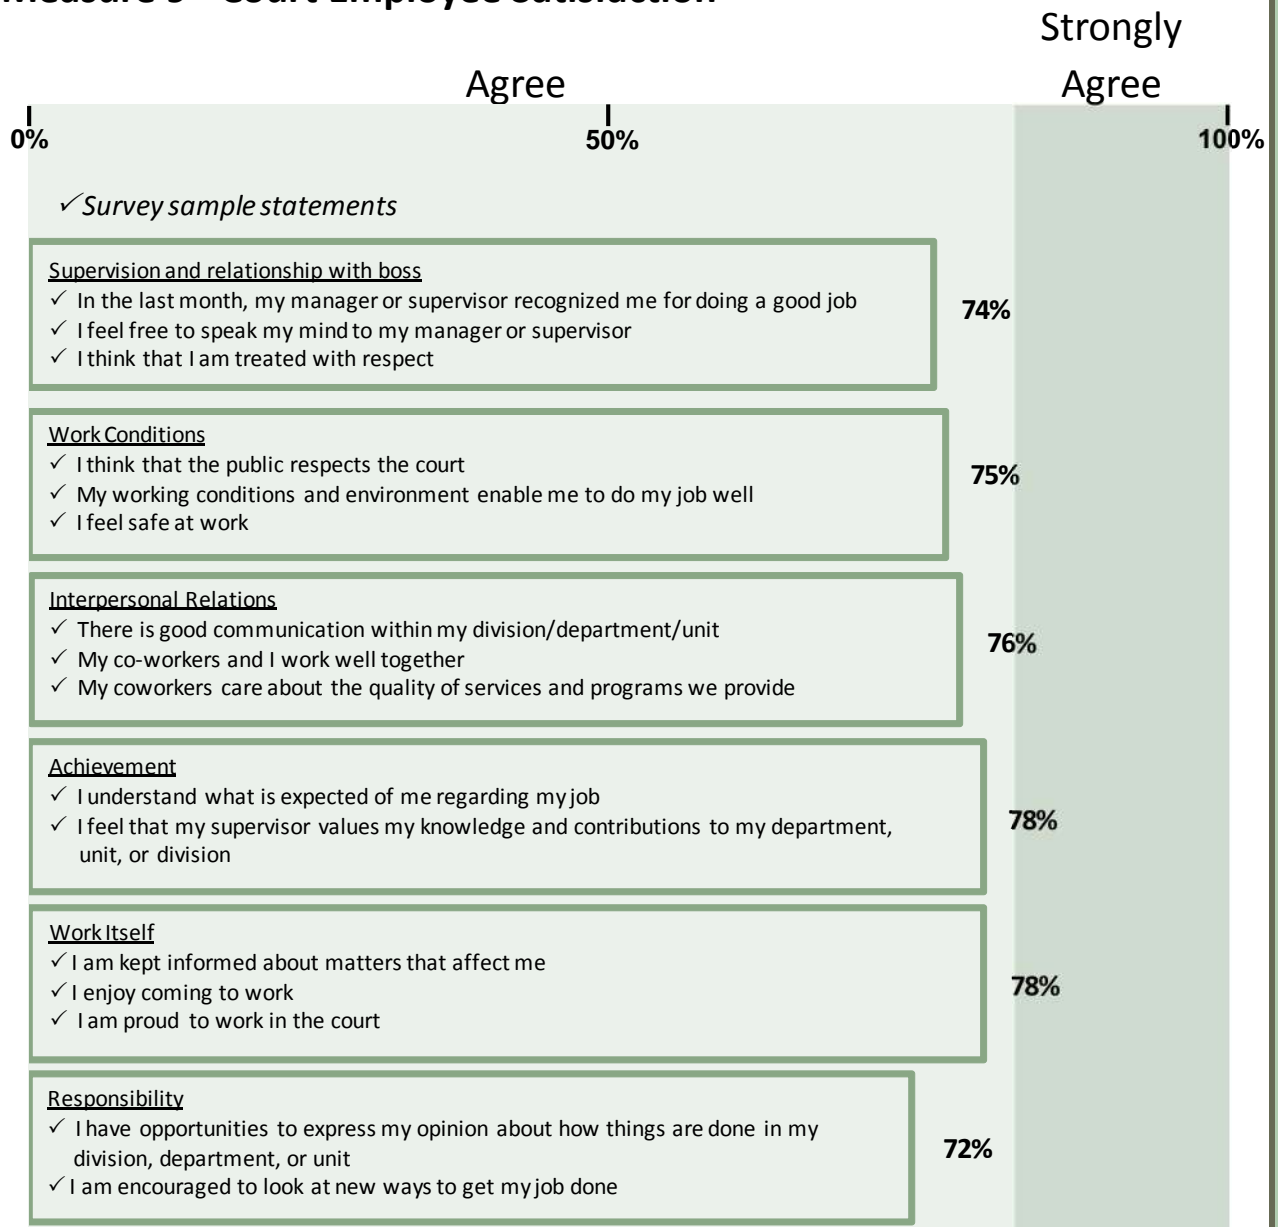 Measure 9 - Court Employee Satisfaction
Strongly
Agree
Agree
0%
50%
100%
✓Survey sample statements
Supervision and relationship with boss
✓ In the last month, my manager or supervisor recognized me for doing a good job
✓ I feel free to speak my mind to my manager or supervisor
✓ I think that I am treated with respect
74%
Work Conditions
✓ I think that the public respects the court
✓ My working conditions and environment enable me to do my job well
✓ I feel safe at work
75%
Interpersonal Relations
✓ There is good communication within my division/department/unit
✓ My co-workers and I work well together
✓ My coworkers care about the quality of services and programs we provide
76%
Achievement
✓ I understand what is expected of me regarding my job
✓ I feel that my supervisor values my knowledge and contributions to my department,
unit, or division
78%
Work Itself
✓ I am kept informed about matters that affect me
✓ I enjoy coming to work
✓ I am proud to work in the court
78%
Responsibility
✓ I have opportunities to express my opinion about how things are done in my
division, department, or unit
✓ I am encouraged to look at new ways to get my job done
72%